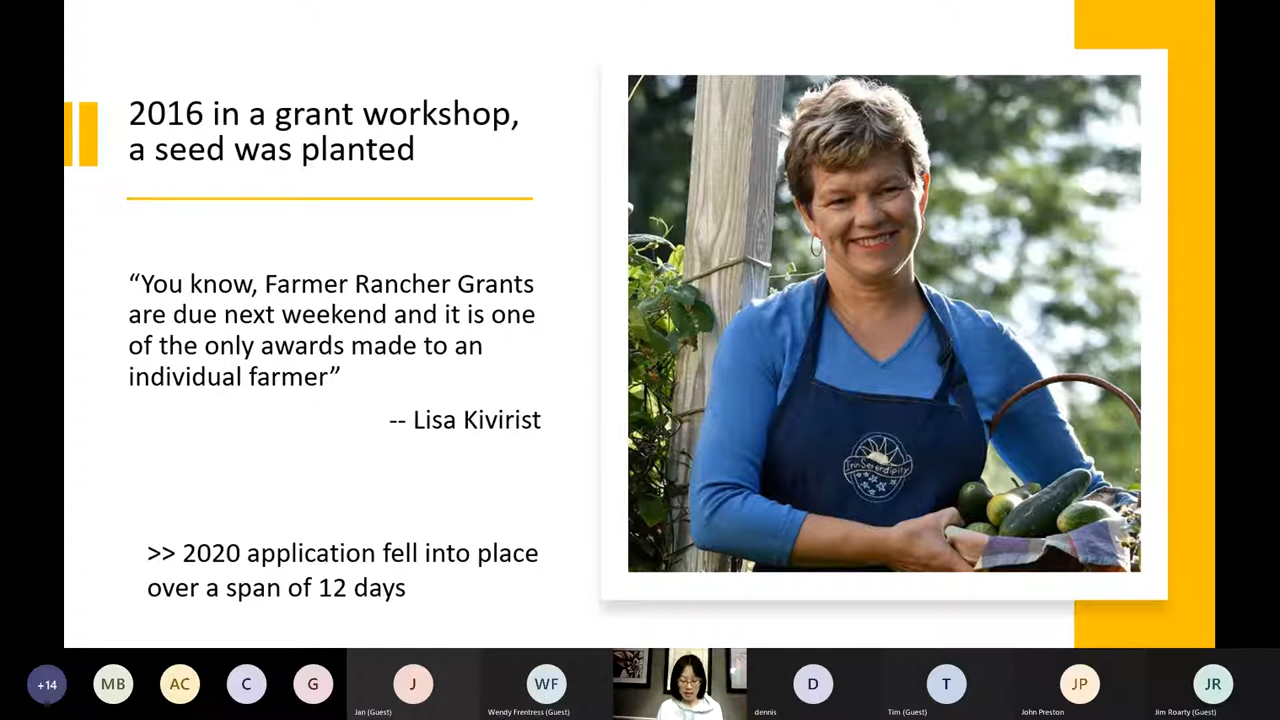 2016 in a grant workshop,
a seed was planted
“You know, Farmer Rancher Grants
are due next weekend and it is one
of the only awards made to an
individual farmer”
-- Lisa Kivirist
>> 2020 application fell into place
over a span of 12 days
InnSerendipity
+14
MB
AC
C
G
J
WF
D
T
JP
JR
Jan (Guest)
Wendy Frentress (Guest)
dennis
Tim (Guest)
John Preston
Jim Roarty (Guest)